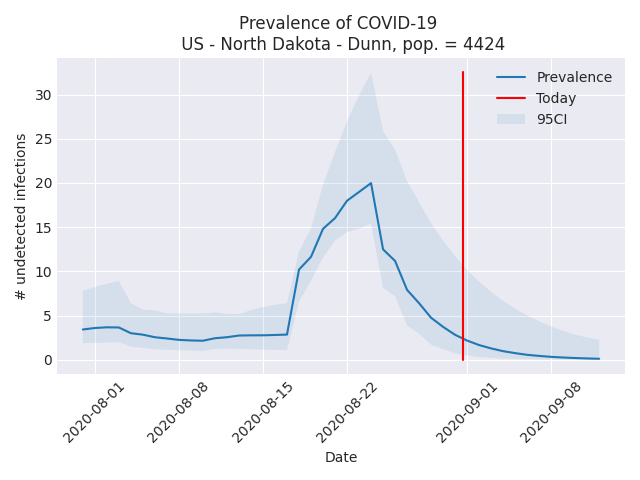 Prevalence of COVID-19
US - North Dakota - Dunn, pop. = 4424
Prevalence
Today
95CI
# undetected infections
30
25
20
15
10
5
0
2020-08-01
2020-08-08
2020-08-15
2020-08-22
2020-09-01
2020-09-08
Date